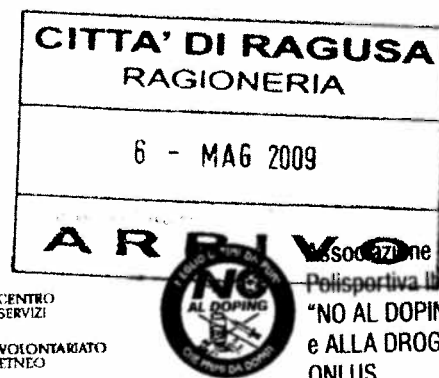 CITTA' DI RAGUSA
RAGIONERIA
6 - MAG 2009
ARRIVO
CENTRO
SERVIZI
VOLONTARIATO
ETNEO
NO
AL DOPING
Associazione
Polisportiva
"NO AL DOPIN
e ALLA DROG
ONLUS